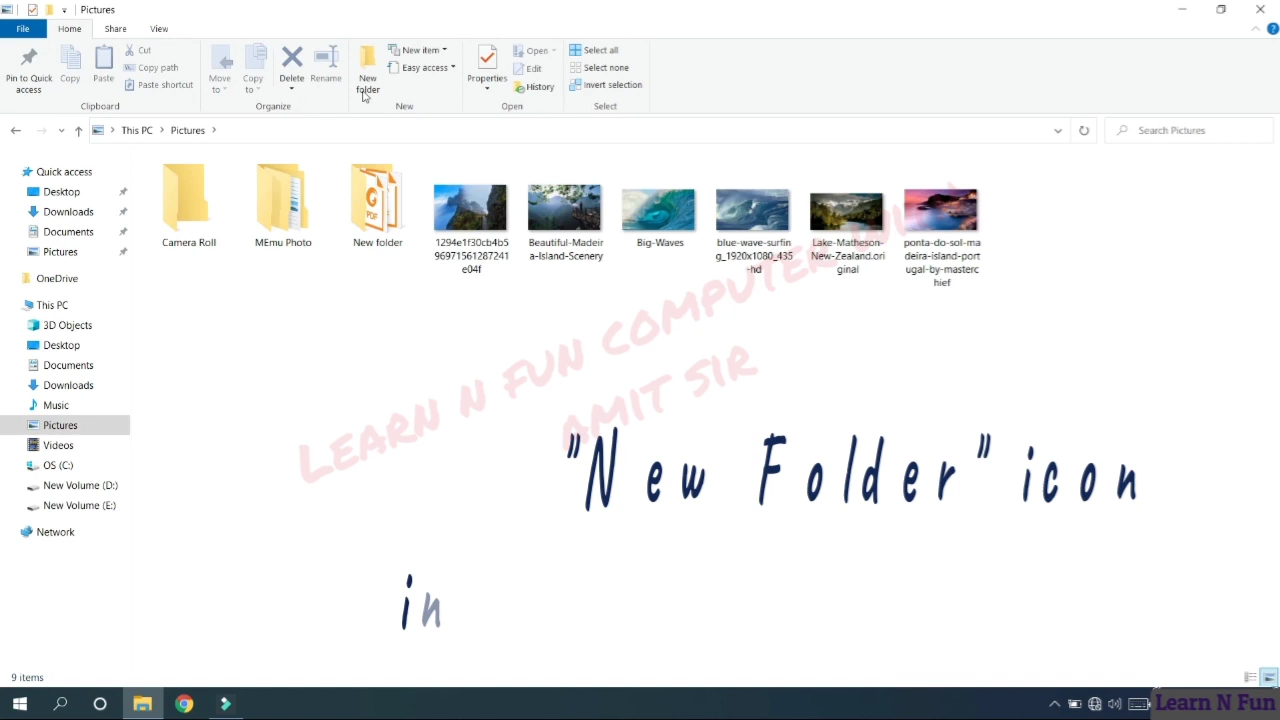 Pictures
File
Home
Share
View
Pin to Quick
access
Copy
Paste
Cut
Copy path
Paste shortcut
Clipboard
Move
to
Copy
to
Delete
Rename
Organize
New
folder
New item
Easy access
New
Properties
Open
Edit
History
Open
Select all
Select none
Invert selection
Select
This PC
Pictures
Search Pictures
Quick access
Desktop
Downloads
Documents
Pictures
OneDrive
This PC
3D Objects
Desktop
Documents
Downloads
Music
Pictures
Videos
OS (C:)
New Volume (D:)
New Volume (E:)
Network
Camera Roll
MEmu Photo
PDF
New folder
1294e1f30cb4b5
96971561287241
e04f
Beautiful-Madeir
a-Island-Scenery
Big-Waves
blue-wave-surfin
g_1920x1080_435
-hd
Lake-Matheson-
New-Zealand.ori
ginal
ponta-do-sol-ma
deira-island-port
ugal-by-masterc
hief
LEARN N FUN COMPUTER
AMIT SIR
"New Folder" icon
in
9 items
Learn N Fun